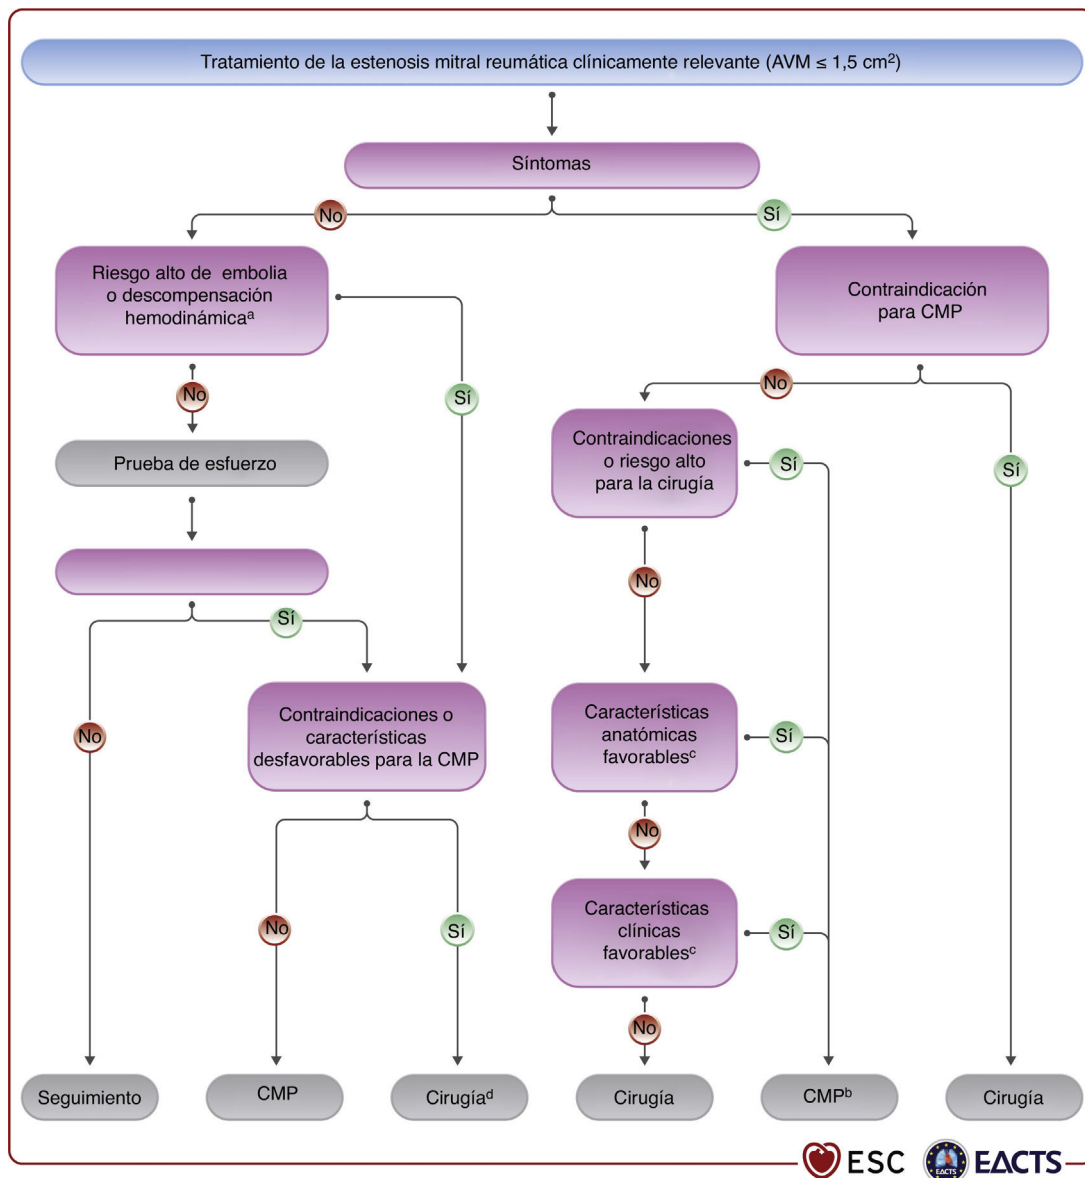 Tratamiento de la estenosis mitral reumática clínicamente relevante (AVM ≤ 1,5 cm²)
Síntomas
No
Sí
Riesgo alto de embolia
o descompensación
hemodinámicaᵃ
Contraindicación
para CMP
No
Sí
No
Sí
Contraindicaciones
o riesgo alto
para la cirugía
Sí
Prueba de esfuerzo
No
Sí
No
Contraindicaciones o
características
desfavorables para la CMP
Características
anatómicas
favorablesᶜ
Sí
No
No
Sí
Características
clínicas
favorablesᶜ
Sí
No
Seguimiento
CMP
Cirugíaᵈ
Cirugía
CMPᵇ
Cirugía
ESC
EACTS